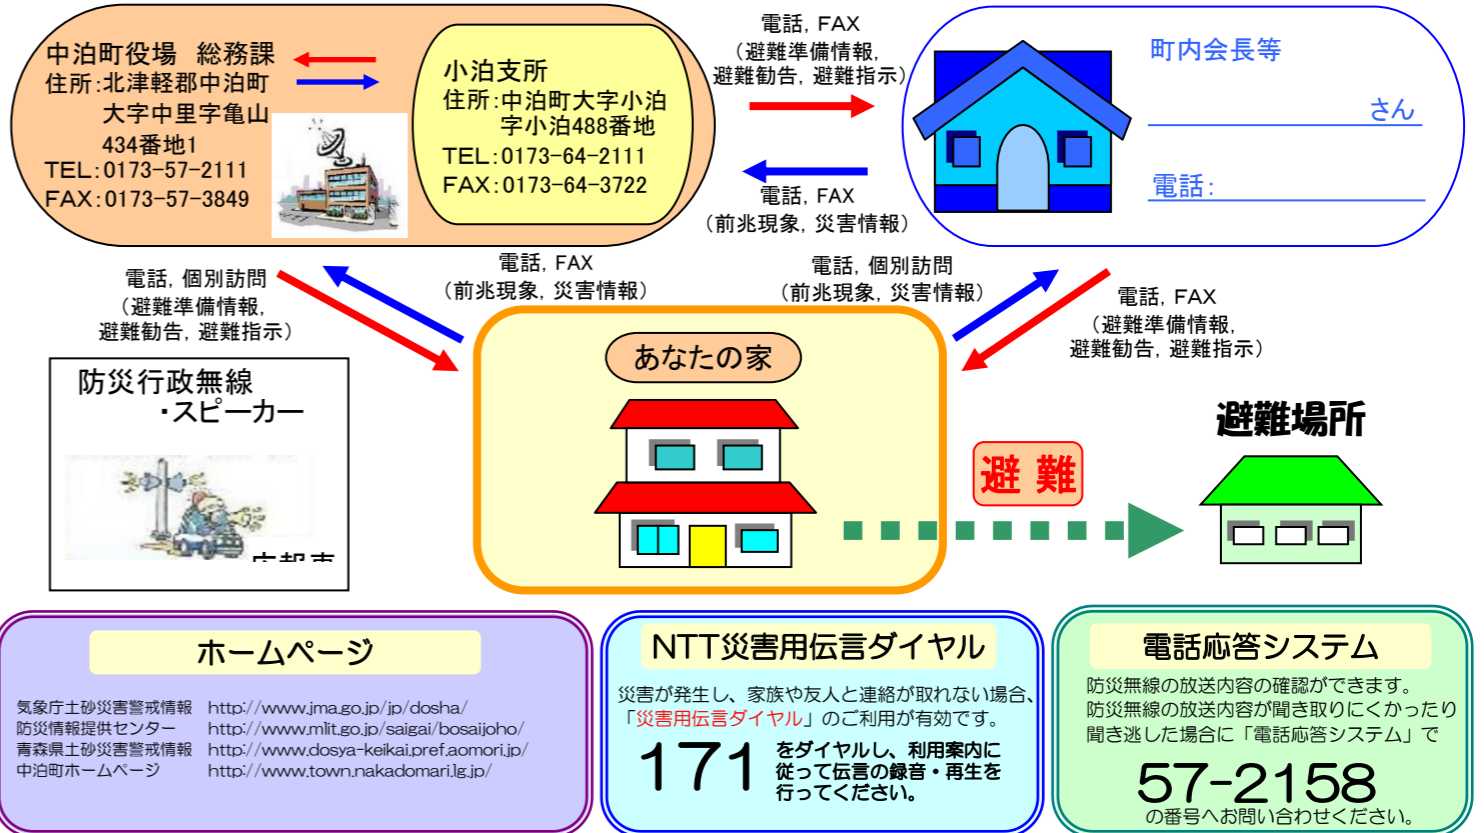 中泊町役場 総務課
住所:北津軽郡中泊町
大字中里字亀山
434番地1
TEL:0173-57-2111
FAX:0173-57-3849
小泊支所
住所:中泊町大字小泊
字小泊488番地
TEL:0173-64-2111
FAX:0173-64-3722
電話, FAX
(避難準備情報,
避難勧告, 避難指示)
電話, FAX
(前兆現象, 災害情報)
町内会長等
さん
電話:
電話, 個別訪問
(避難準備情報,
避難勧告, 避難指示)
電話, FAX
(前兆現象, 災害情報)
電話, 個別訪問
(前兆現象, 災害情報)
電話, FAX
(避難準備情報,
避難勧告, 避難指示)
防災行政無線
・スピーカー
あなたの家
避 難
避難場所
ホームページ
気象庁土砂災害警戒情報 http://www.jma.go.jp/jp/dosha/
防災情報提供センター http://www.mlit.go.jp/saigai/bosaijoho/
青森県土砂災害警戒情報 http://www.dosya-keikai.pref.aomori.jp/
中泊町ホームページ http://www.town.nakadomari.lg.jp/
NTT災害用伝言ダイヤル
災害が発生し、家族や友人と連絡が取れない場合、
「災害用伝言ダイヤル」のご利用が有効です。
171
をダイヤルし、利用案内に
従って伝言の録音・再生を
行ってください。
電話応答システム
防災無線の放送内容の確認ができます。
防災無線の放送内容が聞き取りにくかったり
聞き逃した場合に「電話応答システム」で
57-2158
の番号へお問い合わせください。